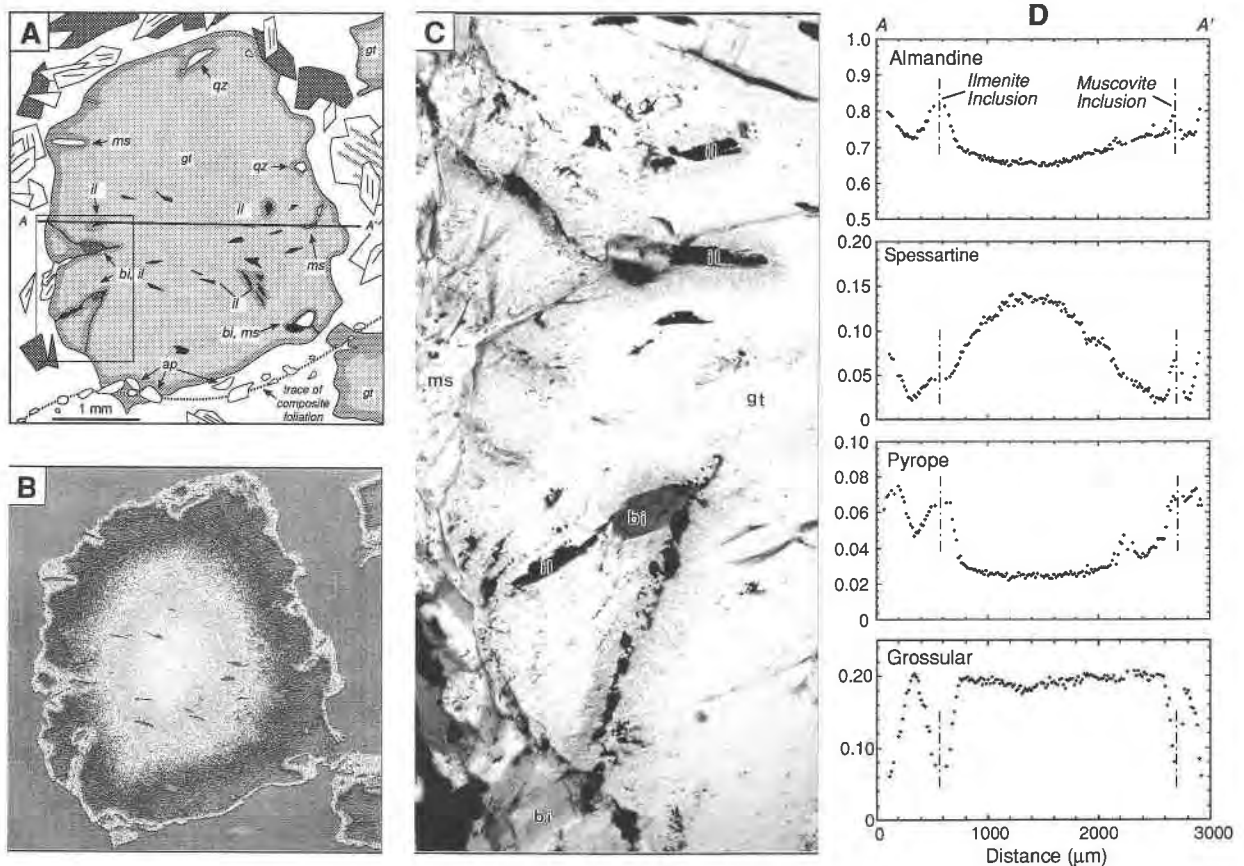 A
gt
qz
ms
gt
qz
il
il
A
A'
bi, il
ms
il
bi, ms
ap
trace of
composite
foliation
gt
1 mm
B
C
il
il
ms
gt
bi
il
bi
D
A
A'
1.0
0.9
0.8
0.7
0.6
0.5
Almandine
Ilmenite
Inclusion
Muscovite
Inclusion
0.20
0.15
0.10
0.05
0
Spessartine
0.10
0.08
0.06
0.04
0.02
0
Pyrope
0.20
0.10
0
Grossular
0
1000
2000
3000
Distance (µm)